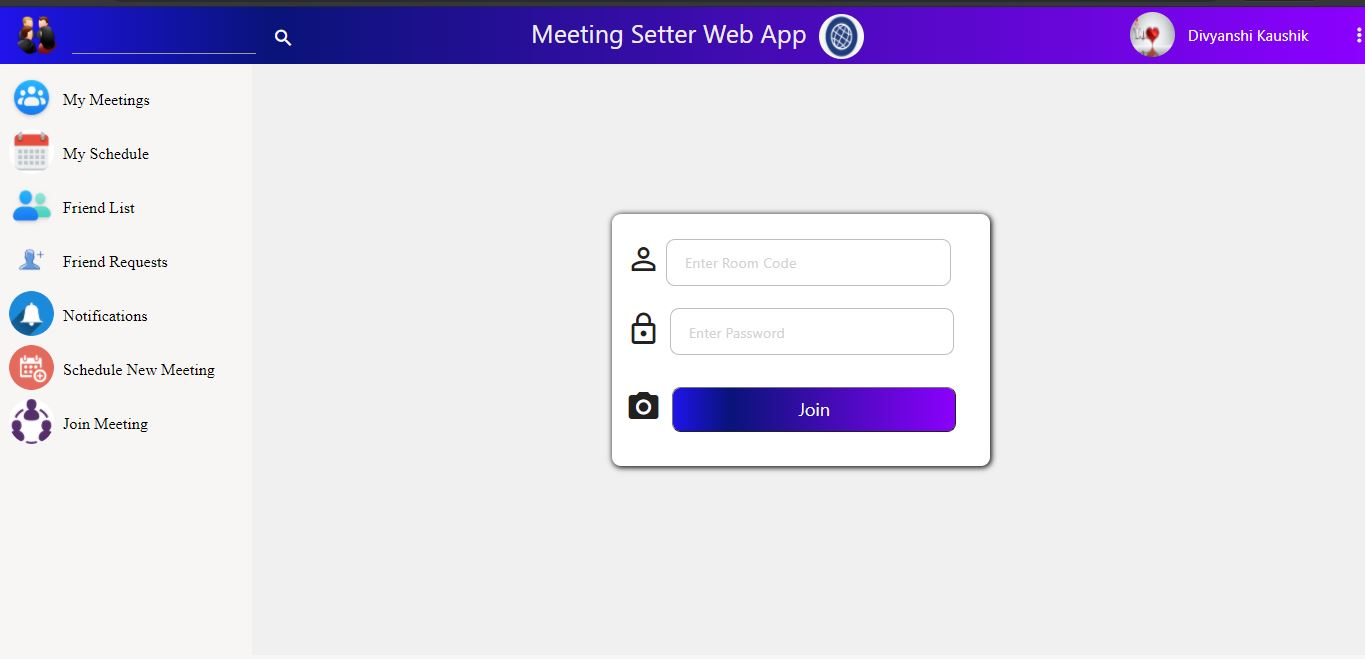 Meeting Setter Web App
Divyanshi Kaushik
My Meetings
My Schedule
Friend List
Friend Requests
Notifications
Schedule New Meeting
Join Meeting
Enter Room Code
Enter Password
Join